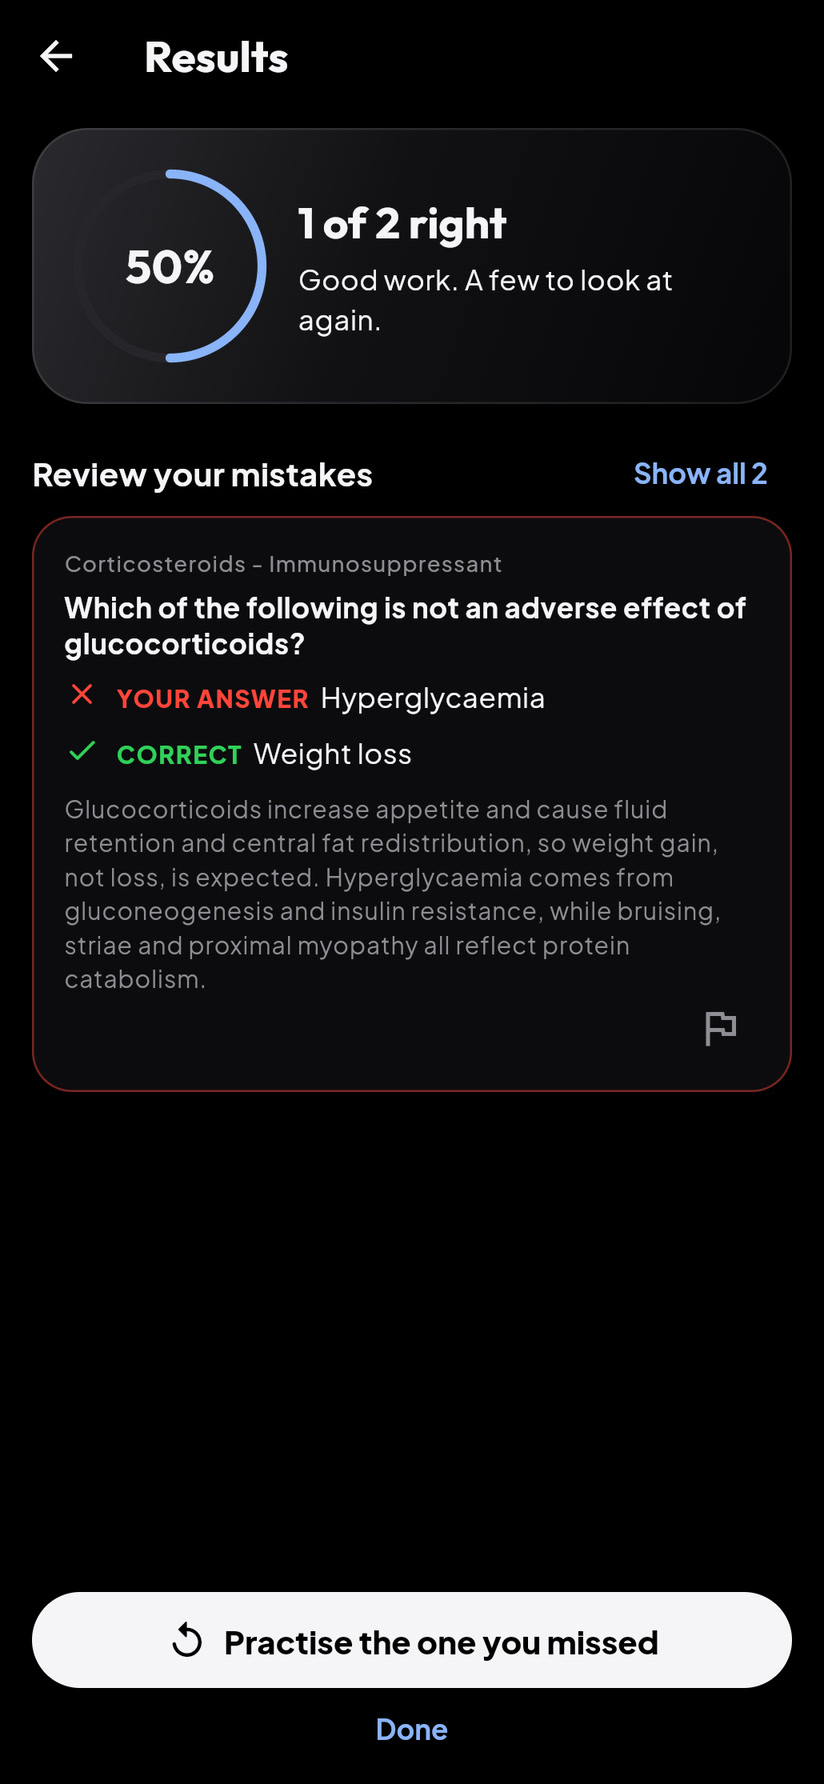 Results
50%
1 of 2 right
Good work. A few to look at
again.
Review your mistakes
Show all 2
Corticosteroids - Immunosuppressant
Which of the following is not an adverse effect of
glucocorticoids?
YOUR ANSWER Hyperglycaemia
CORRECT Weight loss
Glucocorticoids increase appetite and cause fluid
retention and central fat redistribution, so weight gain,
not loss, is expected. Hyperglycaemia comes from
gluconeogenesis and insulin resistance, while bruising,
striae and proximal myopathy all reflect protein
catabolism.
Practise the one you missed
Done